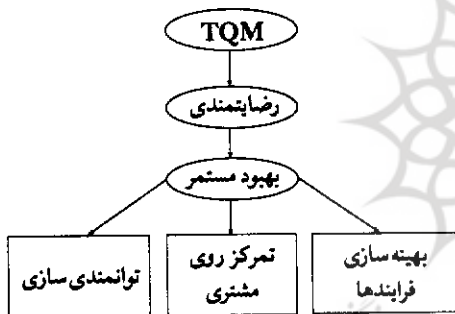 TQM
رضایتمندی
بهبود مستمر
بهینه سازی
فرایندها
تمرکز روی
مشتری
توانمندی سازی